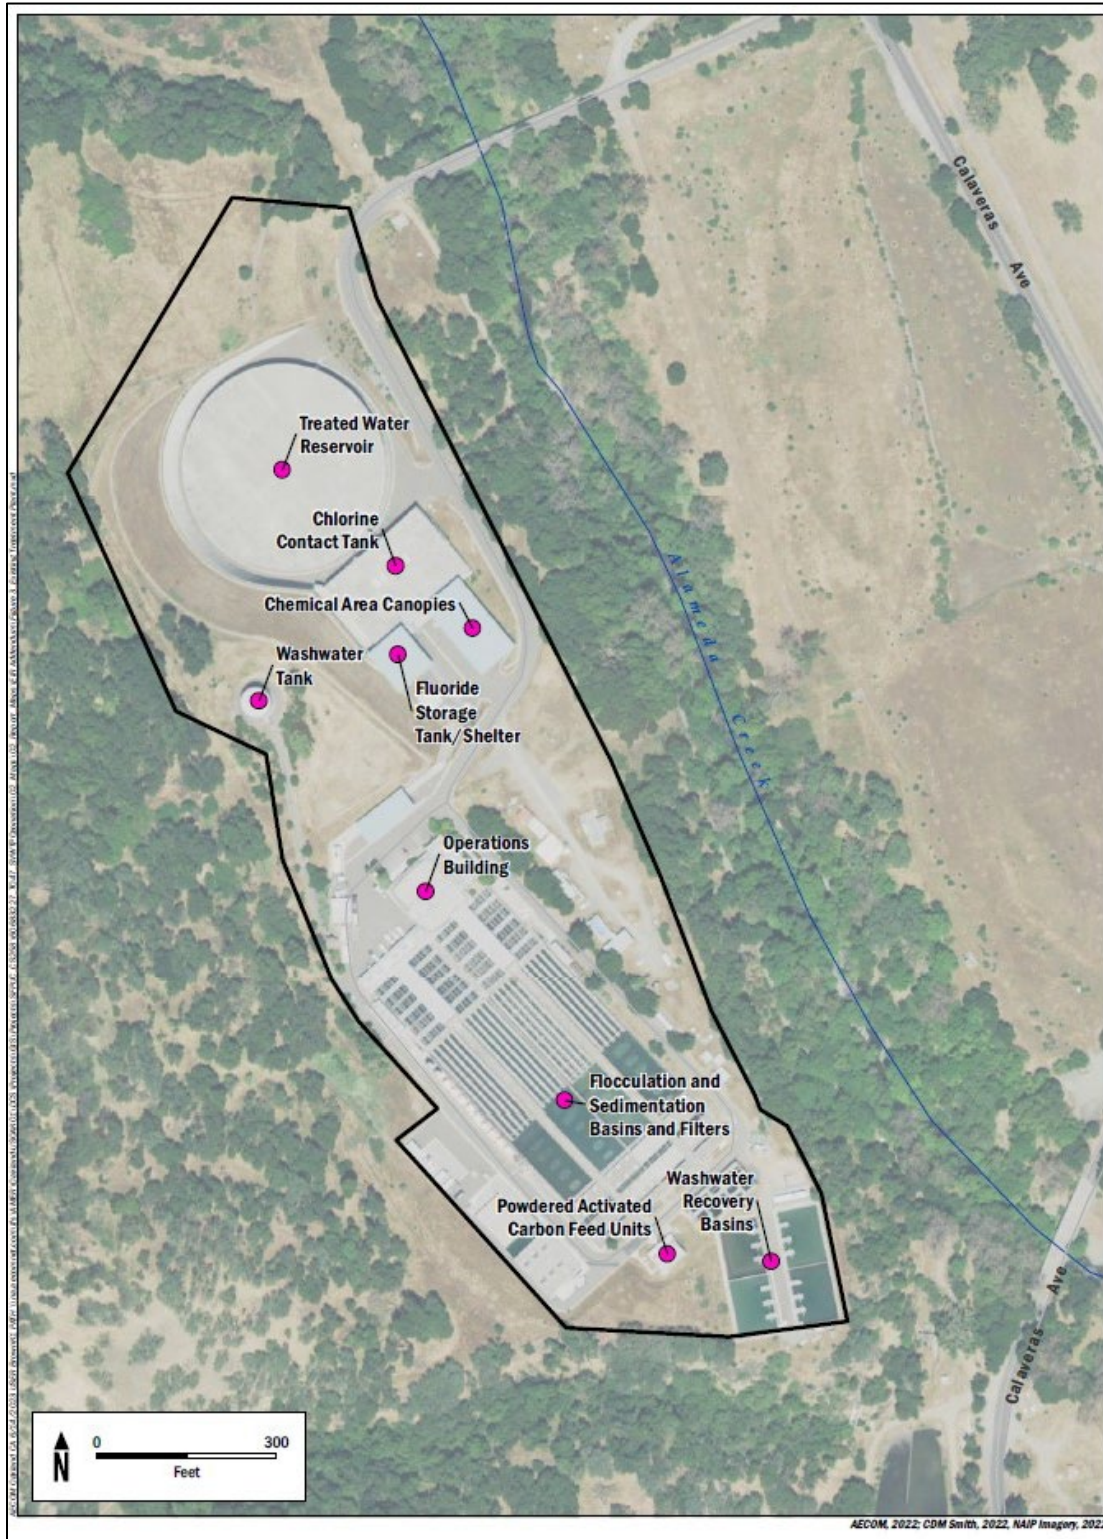 Calaveras
Ave
Treated Water
Reservoir
Chlorine
Contact Tank
Chemical Area Canopies
Washwater
Tank
Fluoride
Storage
Tank/Shelter
Alameda Creek
Operations
Building
Flocculation and
Sedimentation
Basins and Filters
Washwater
Recovery
Basins
Powdered Activated
Carbon Feed Units
Calaveras Ave
N
0 300
Feet
AECOM, 2022; CDM Smith, 2022, NAIP Imagery,